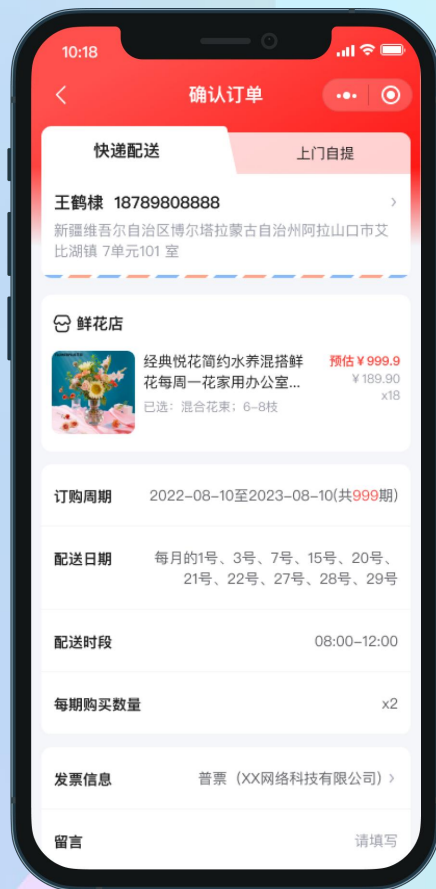 10:18
确认订单
快递配送
上门自提
王鹤棣 18789808888
新疆维吾尔自治区博尔塔拉蒙古自治州阿拉山口市艾
比湖镇 7单元101 室
鲜花店
经典悦花简约水养混搭鲜
花每周一花家用办公室...
预估￥999.9
￥189.90
x18
已选：混合花束；6-8枝
订购周期
2022-08-10至2023-08-10(共999期)
配送日期
每月的1号、3号、7号、15号、20号、
21号、22号、27号、28号、29号
配送时段
08:00-12:00
每期购买数量
x2
发票信息
普票（XX网络科技有限公司）
留言
请填写